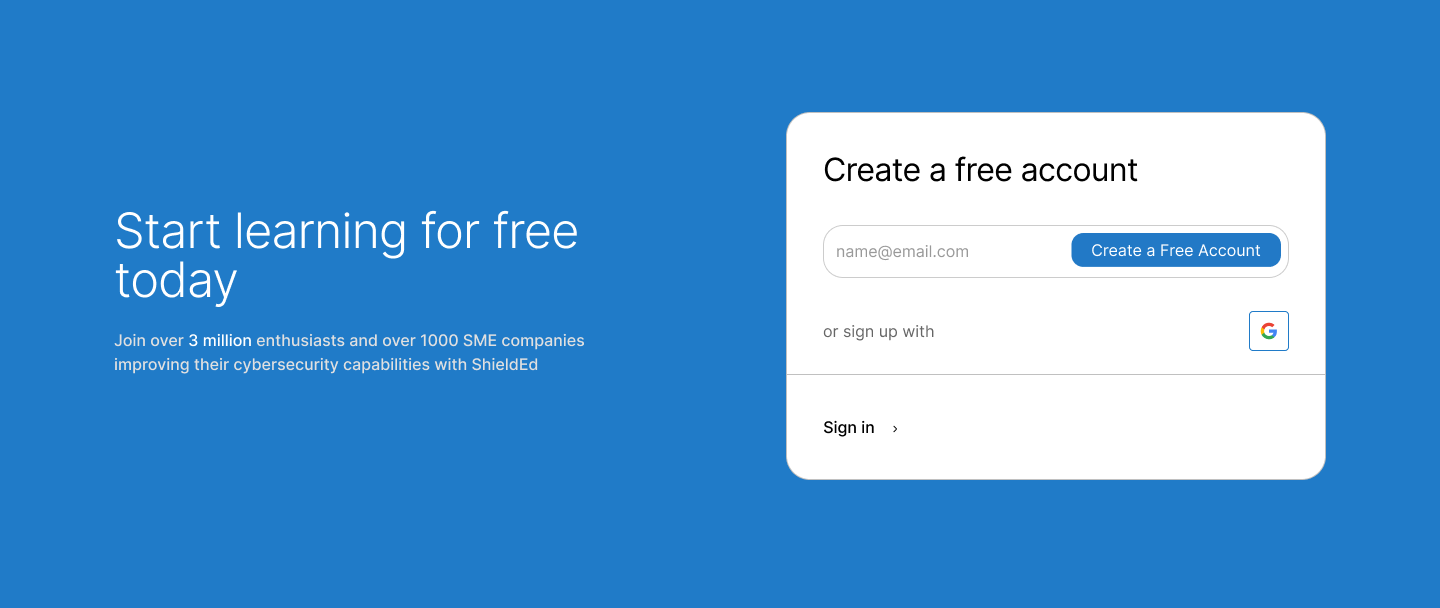 Start learning for free
today
Join over 3 million enthusiasts and over 1000 SME companies
improving their cybersecurity capabilities with ShieldEd
Create a free account
name@email.com
Create a Free Account
or sign up with
Sign in ›